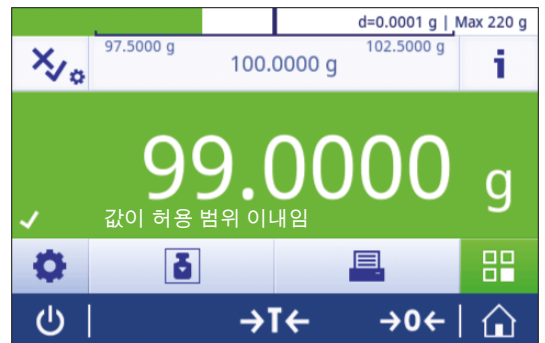 d=0.0001 g | Max 220 g
97.5000 g
102.5000 g
100.0000 g
i
99.0000 g
값이 허용 범위 이내임
→T←
→0←